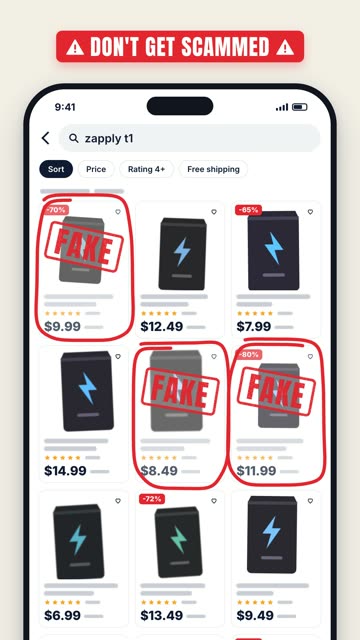 ⚠ DON'T GET SCAMMED ⚠
9:41
zapply t1
Sort Price Rating 4+ Free shipping
-70% -65%
FAKE
$9.99 $12.49 $7.99
-80%
FAKE FAKE
$14.99 $8.49 $11.99
-72%
$6.99 $13.49 $9.49